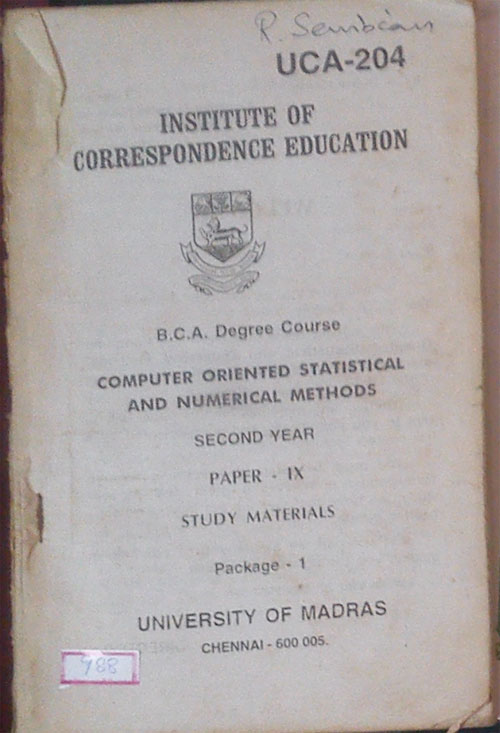 P. Sembian
UCA-204
INSTITUTE OF
CORRESPONDENCE EDUCATION
B.C.A. Degree Course
COMPUTER ORIENTED STATISTICAL
AND NUMERICAL METHODS
SECOND YEAR
PAPER - IX
STUDY MATERIALS
Package - 1
UNIVERSITY OF MADRAS
CHENNAI - 600 005.
988